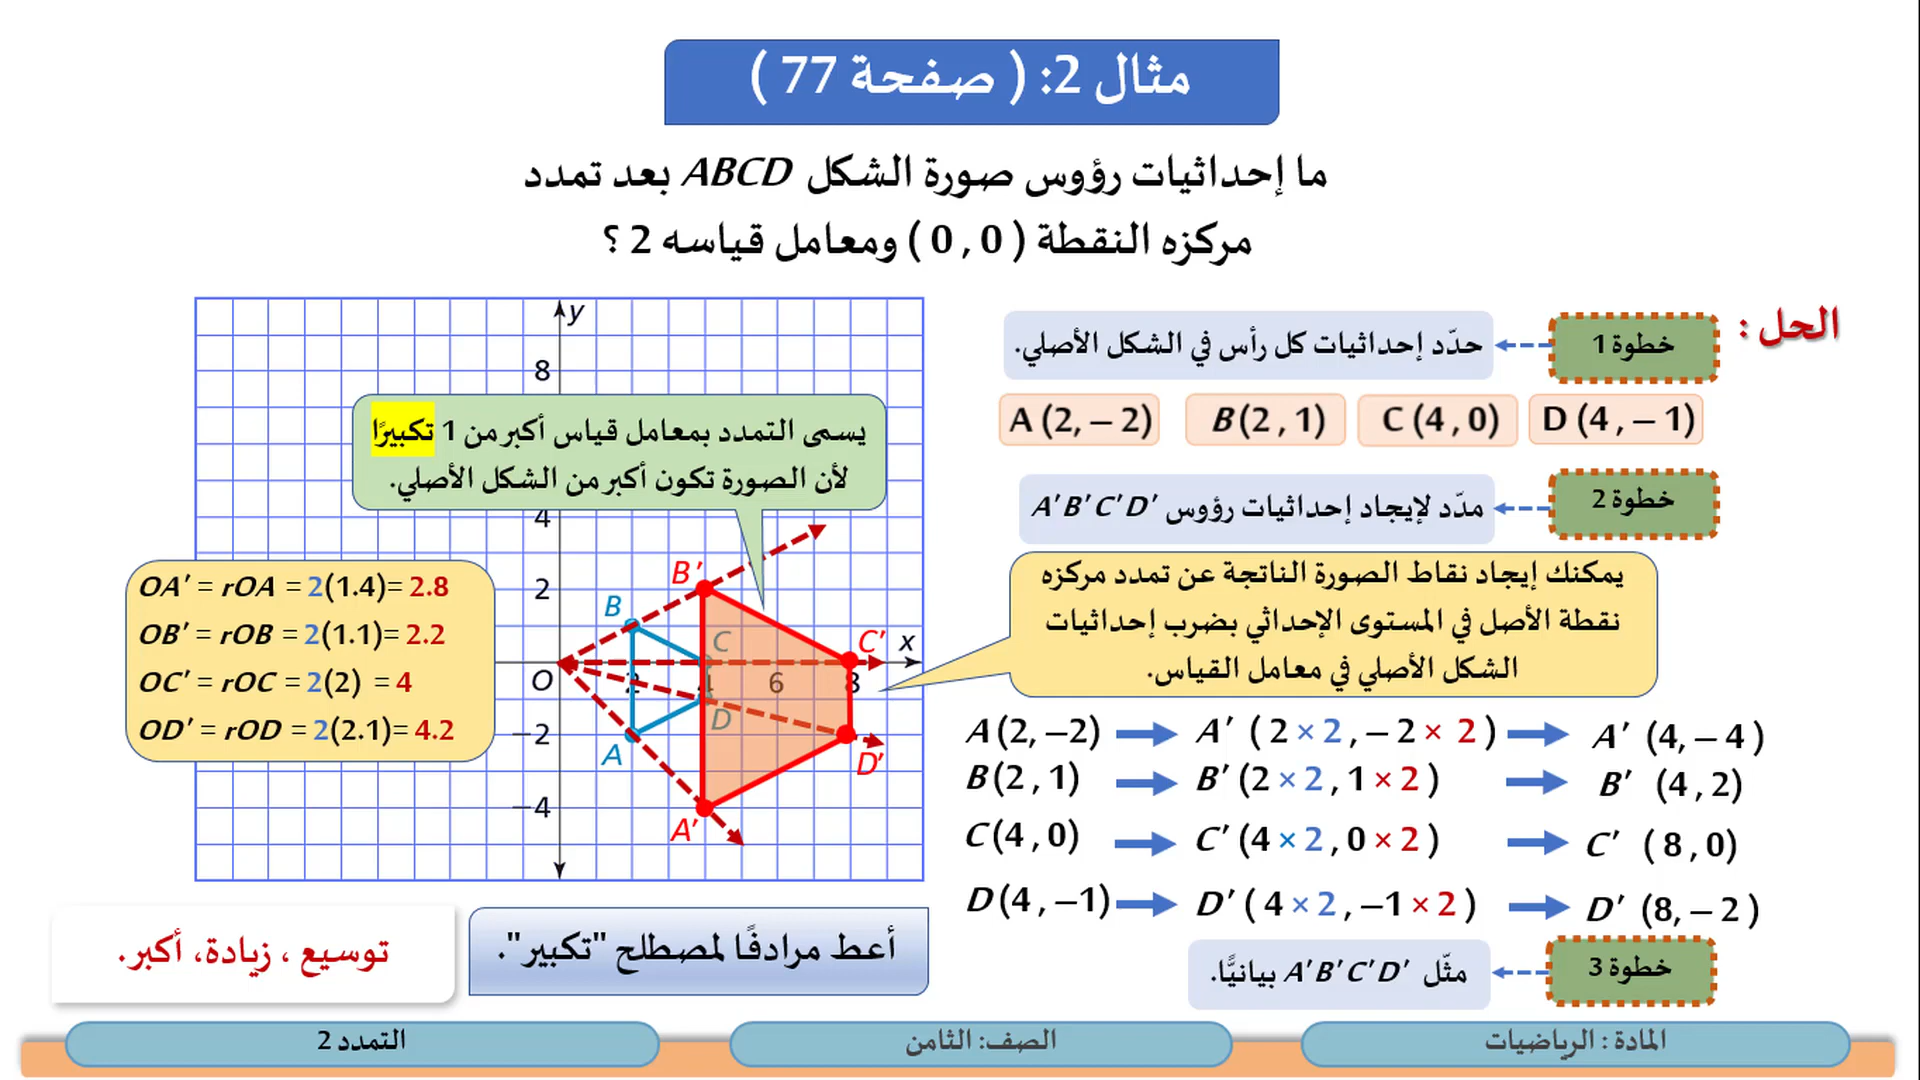 مثال 2: ( صفحة 77 )
ما إحداثيات رؤوس صورة الشكل ABCD بعد تمدد
مركزه النقطة ( 0 , 0 ) ومعامل قياسه 2 ؟
الحل :
خطوة 1
حدّد إحداثيات كل رأس في الشكل الأصلي.
A (2, – 2) B (2 , 1) C (4 , 0) D (4 , – 1)
خطوة 2
مدّد لإيجاد إحداثيات رؤوس A′B′C′D′
يمكنك إيجاد نقاط الصورة الناتجة عن تمدد مركزه
نقطة الأصل في المستوى الإحداثي بضرب إحداثيات
الشكل الأصلي في معامل القياس.
A (2, –2) A′ ( 2 × 2 , – 2 × 2 ) A′ (4, – 4 )
B (2 , 1) B′ (2 × 2 , 1 × 2 ) B′ (4 , 2)
C (4 , 0) C′ (4 × 2 , 0 × 2 ) C′ ( 8 , 0)
D (4 , –1) D′ ( 4 × 2 , –1 × 2 ) D′ (8, – 2 )
خطوة 3
مثّل A′B′C′D′ بيانيًّا.
يسمى التمدد بمعامل قياس أكبر من 1 تكبيرًا
لأن الصورة تكون أكبر من الشكل الأصلي.
OA′ = rOA = 2(1.4)= 2.8
OB′ = rOB = 2(1.1)= 2.2
OC′ = rOC = 2(2) = 4
OD′ = rOD = 2(2.1)= 4.2
y
8
4
2
B′
B
C
C′
x
O
2
4
6
8
D
–2
A
D′
–4
A′
أعط مرادفًا لمصطلح "تكبير".
توسيع ، زيادة، أكبر.
المادة : الرياضيات
الصف: الثامن
التمدد 2